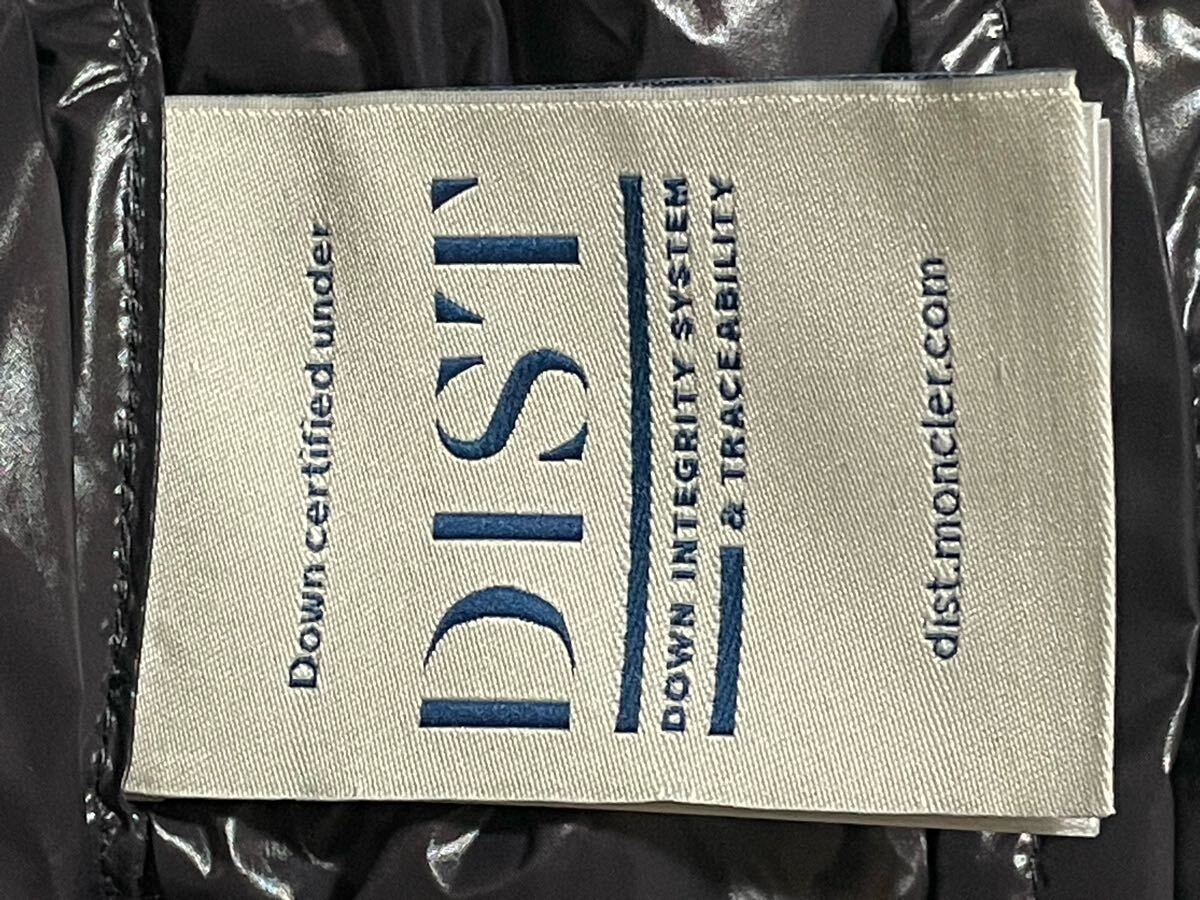 Down certified under
DIST
DOWN INTEGRITY SYSTEM
& TRACEABILITY
dist.moncler.com